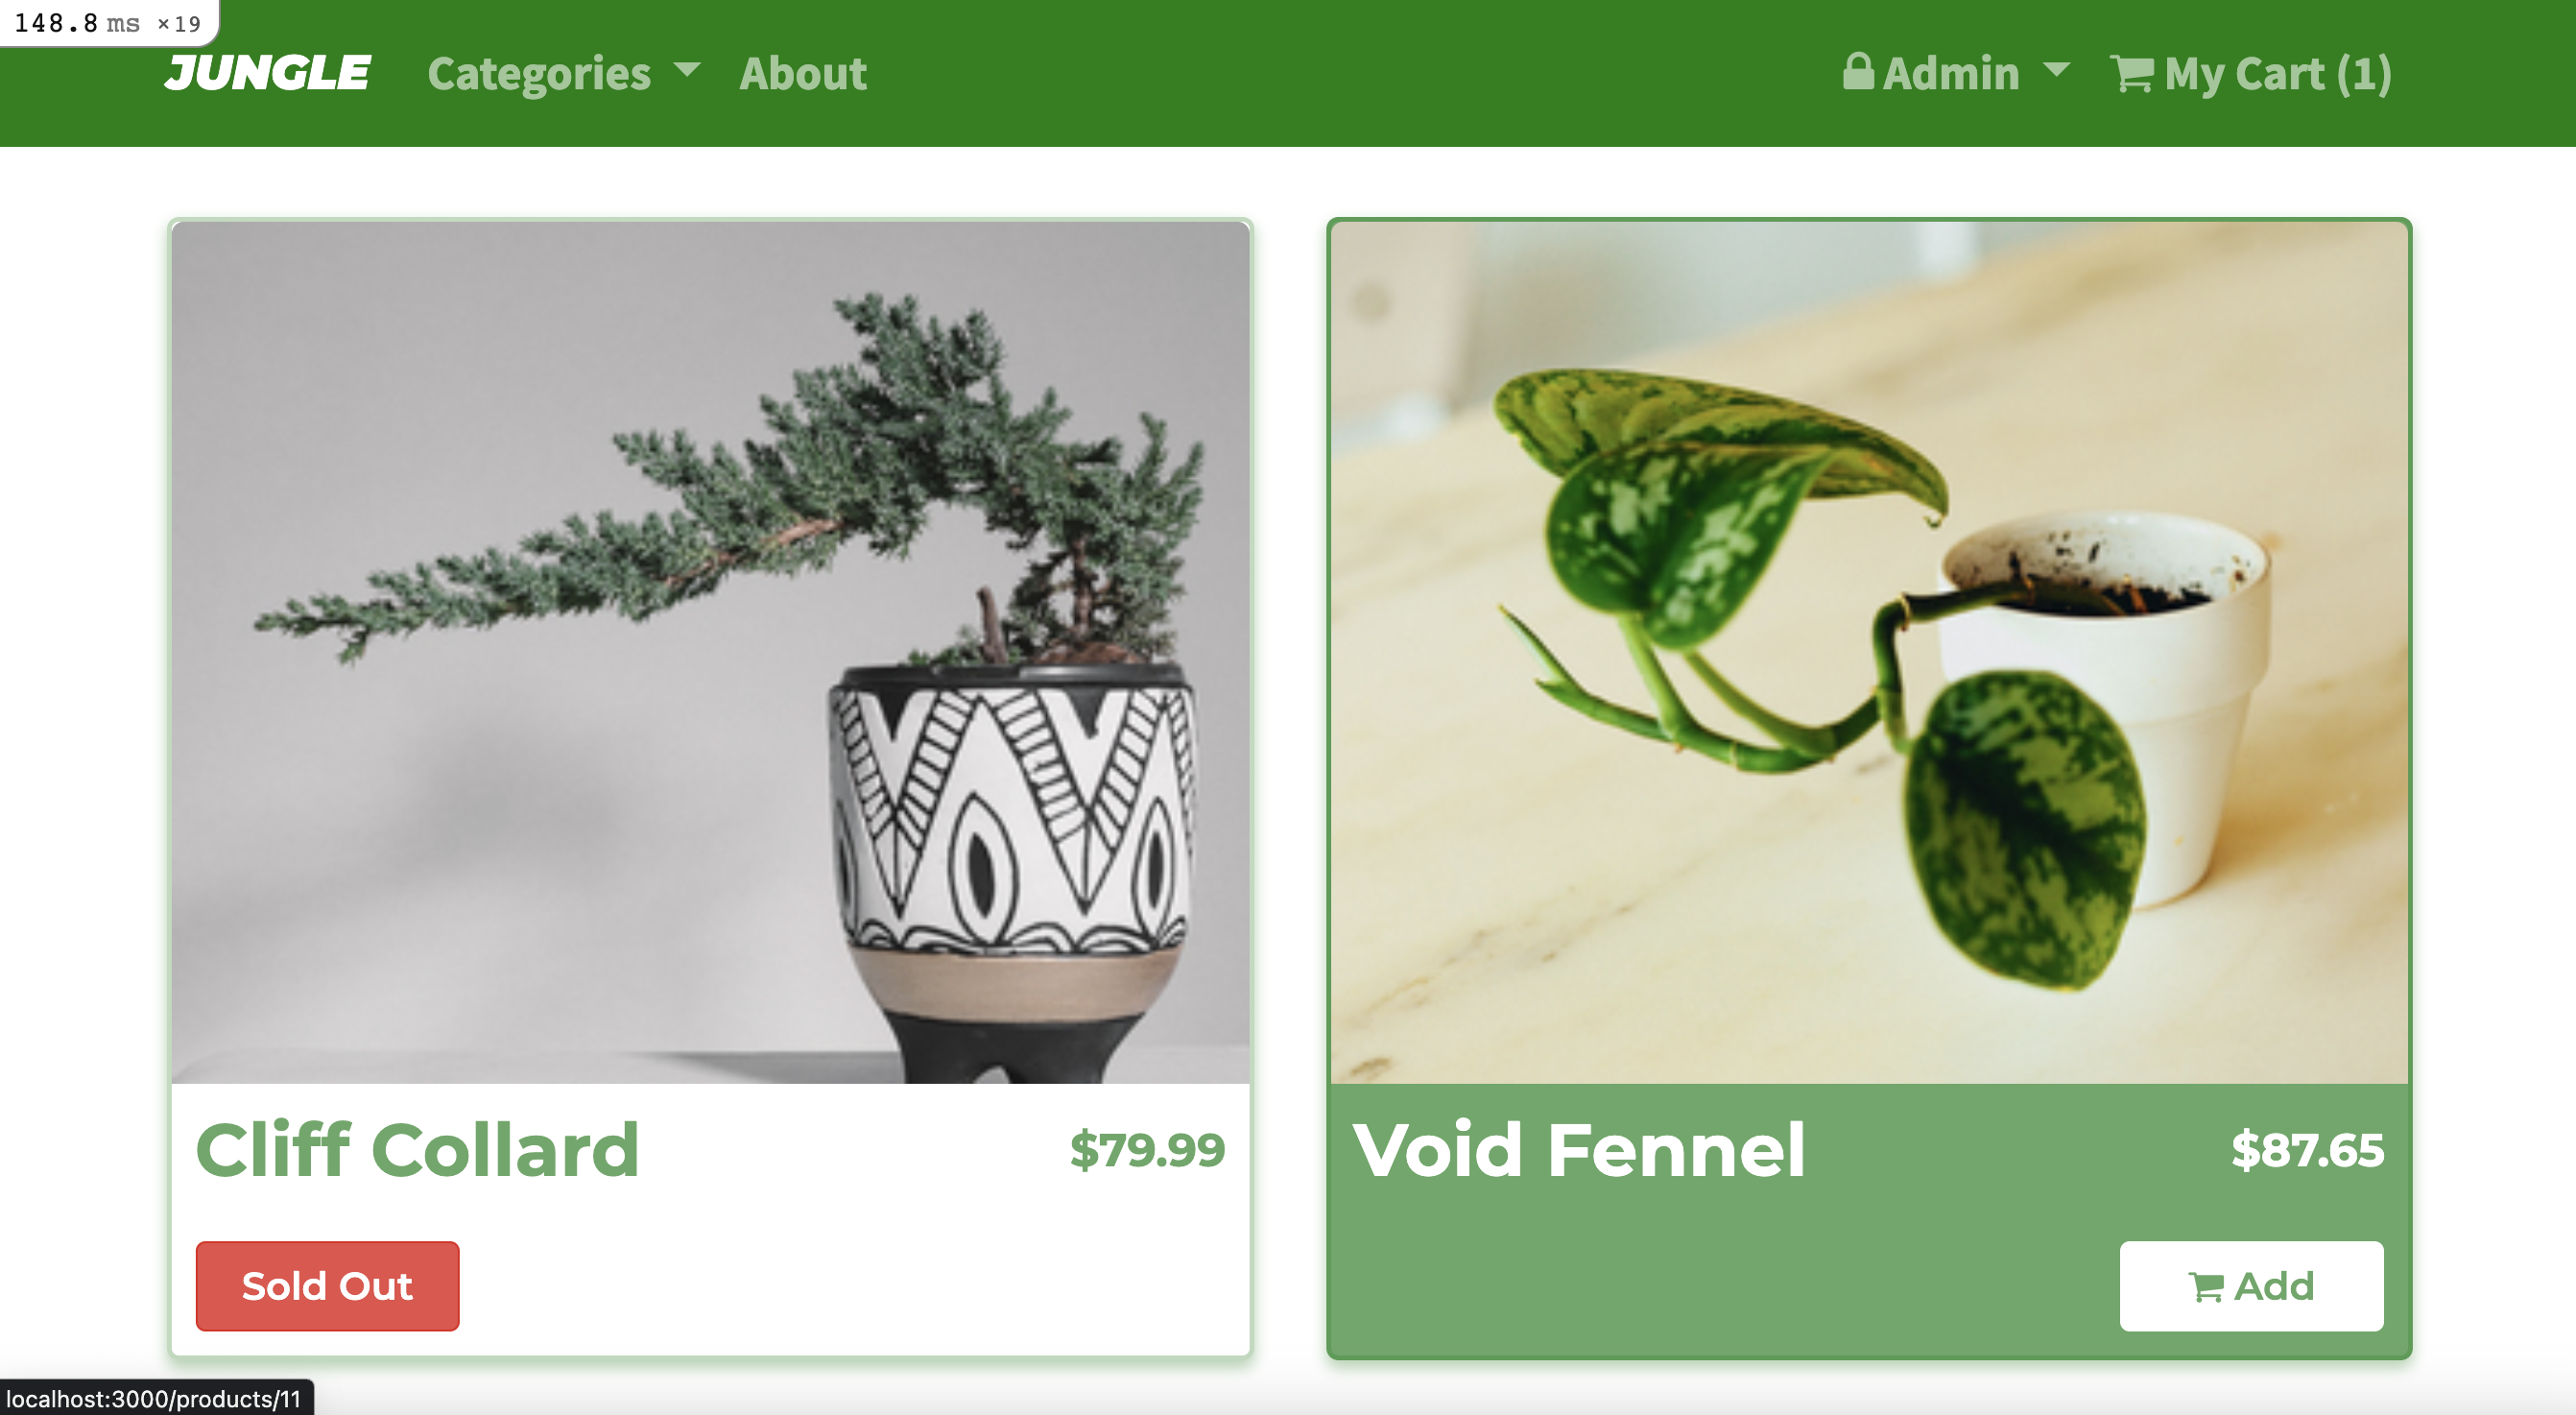 148.8 ms ×19
JUNGLE Categories About Admin My Cart (1)
Cliff Collard $79.99
Sold Out
Void Fennel $87.65
Add
localhost:3000/products/11